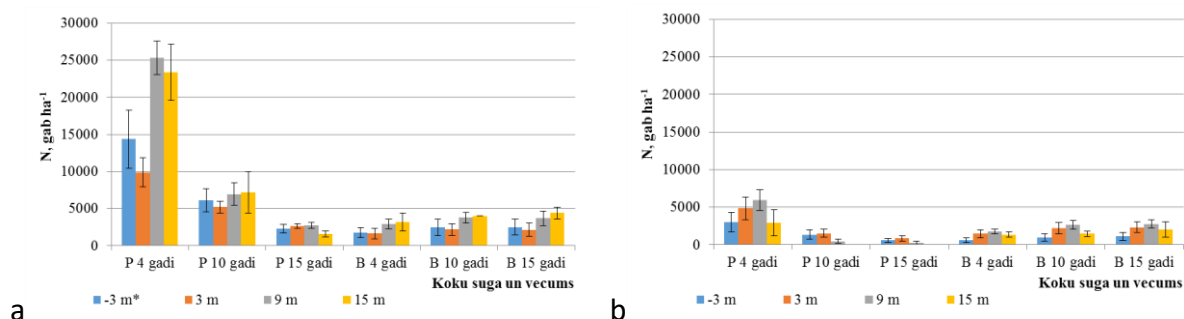 30000
25000
20000
15000
10000
5000
0
N, gab ha⁻¹
P 4 gadi P 10 gadi P 15 gadi B 4 gadi B 10 gadi B 15 gadi
Koku suga un vecums
-3 m* 3 m 9 m 15 m
a
30000
25000
20000
15000
10000
5000
0
N, gab ha⁻¹
P 4 gadi P 10 gadi P 15 gadi B 4 gadi B 10 gadi B 15 gadi
Koku suga un vecums
-3 m 3 m 9 m 15 m
b